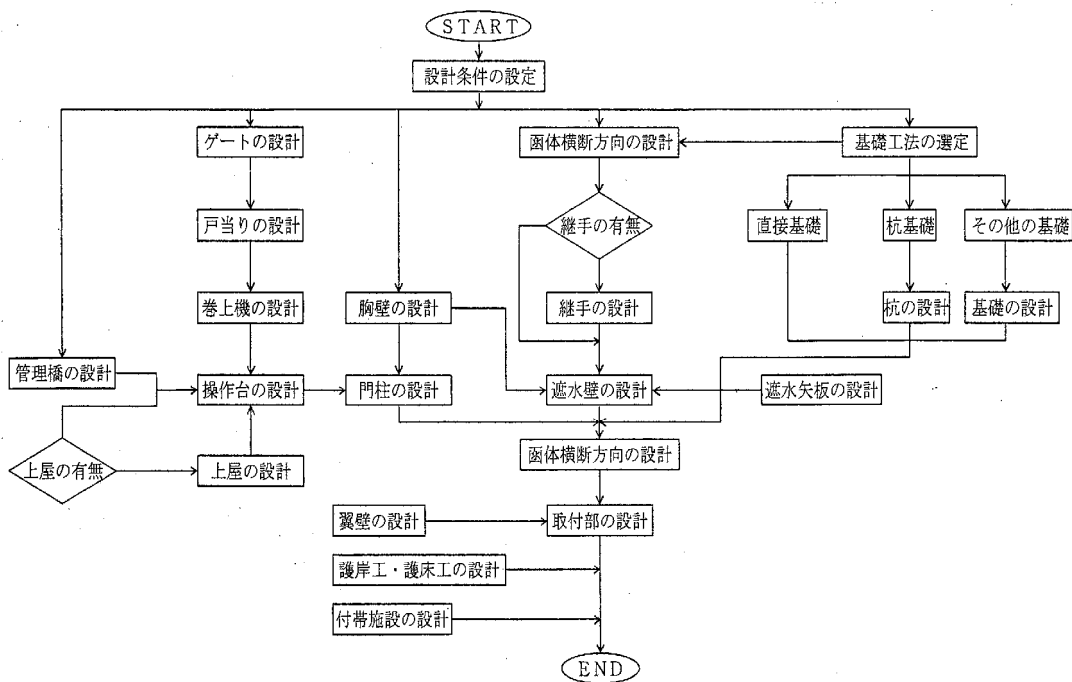 START
設計条件の設定
ゲートの設計
函体横断方向の設計
基礎工法の選定
戸当りの設計
継手の有無
直接基礎
杭基礎
その他の基礎
巻上機の設計
胸壁の設計
継手の設計
杭の設計
基礎の設計
管理橋の設計
操作台の設計
門柱の設計
遮水壁の設計
遮水矢板の設計
上屋の有無
上屋の設計
函体横断方向の設計
翼壁の設計
取付部の設計
護岸工・護床工の設計
付帯施設の設計
END